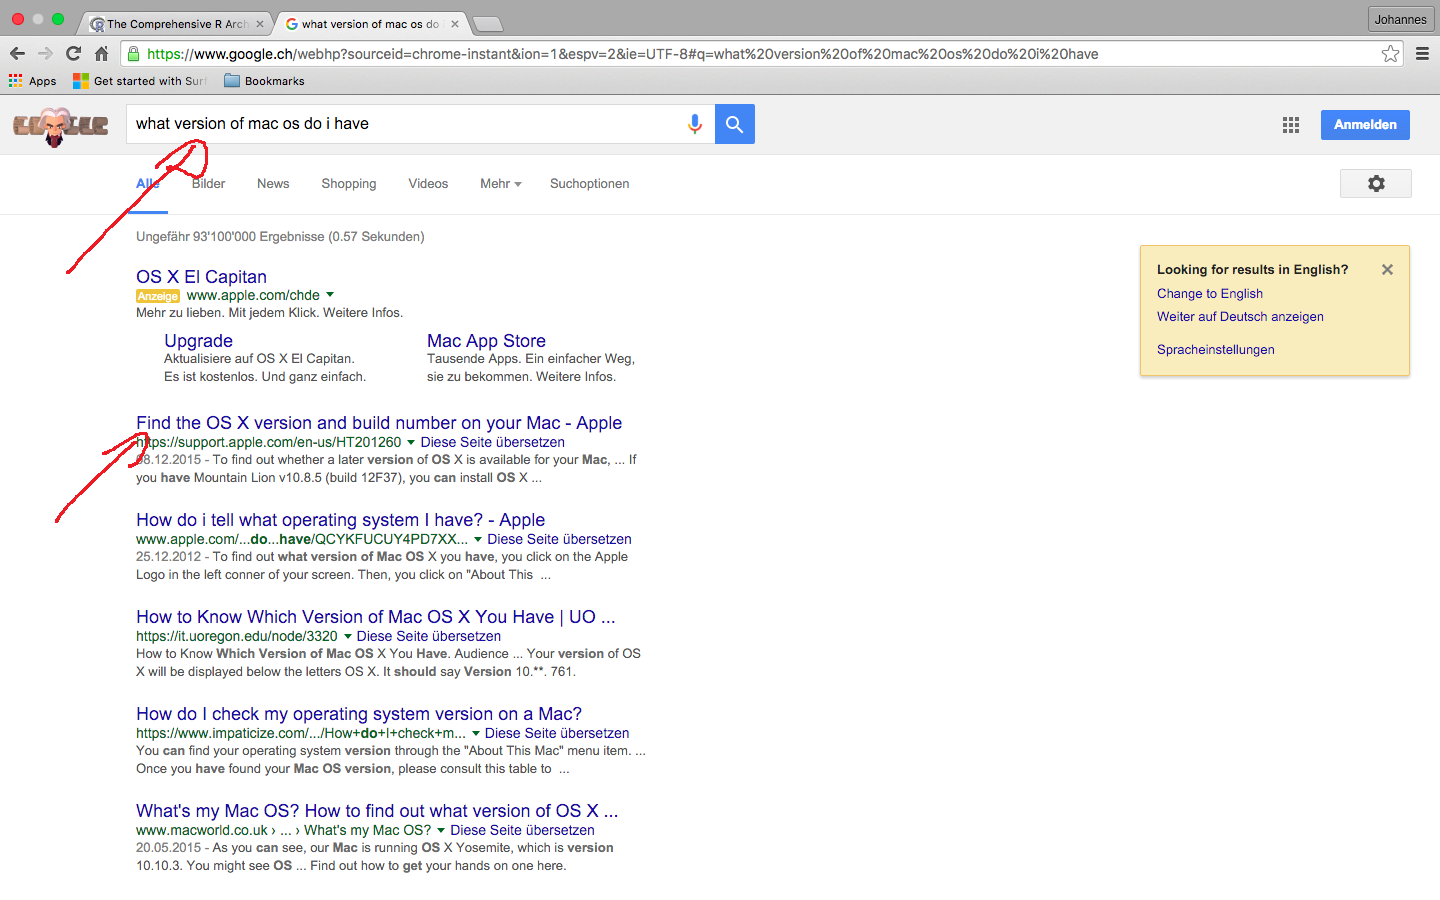 The Comprehensive R Arch
what version of mac os do
Johannes
https://www.google.ch/webhp?sourceid=chrome-instant&ion=1&espv=2&ie=UTF-8#q=what%20version%20of%20mac%20os%20do%20i%20have
Apps Get started with Surf Bookmarks
what version of mac os do i have
Anmelden
Alle Bilder News Shopping Videos Mehr Suchoptionen
Ungefähr 93'100'000 Ergebnisse (0.57 Sekunden)
OS X El Capitan
Anzeige www.apple.com/chde
Mehr zu lieben. Mit jedem Klick. Weitere Infos.
Upgrade
Aktualisiere auf OS X El Capitan.
Es ist kostenlos. Und ganz einfach.
Mac App Store
Tausende Apps. Ein einfacher Weg,
sie zu bekommen. Weitere Infos.
Looking for results in English?
Change to English
Weiter auf Deutsch anzeigen
Spracheinstellungen
Find the OS X version and build number on your Mac - Apple
https://support.apple.com/en-us/HT201260 Diese Seite übersetzen
08.12.2015 - To find out whether a later version of OS X is available for your Mac, ... If
you have Mountain Lion v10.8.5 (build 12F37), you can install OS X ...
How do i tell what operating system I have? - Apple
www.apple.com/...do...have/QCYKFUCUY4PD7XX... Diese Seite übersetzen
25.12.2012 - To find out what version of Mac OS X you have, you click on the Apple
Logo in the left conner of your screen. Then, you click on "About This ...
How to Know Which Version of Mac OS X You Have | UO ...
https://it.uoregon.edu/node/3320 Diese Seite übersetzen
How to Know Which Version of Mac OS X You Have. Audience ... Your version of OS
X will be displayed below the letters OS X. It should say Version 10.**. 761.
How do I check my operating system version on a Mac?
https://www.impaticize.com/.../How+do+I+check+m... Diese Seite übersetzen
You can find your operating system version through the "About This Mac" menu item. ...
Once you have found your Mac OS version, please consult this table to ...
What's my Mac OS? How to find out what version of OS X ...
www.macworld.co.uk › ... › What's my Mac OS? Diese Seite übersetzen
20.05.2015 - As you can see, our Mac is running OS X Yosemite, which is version
10.10.3. You might see OS ... Find out how to get your hands on one here.